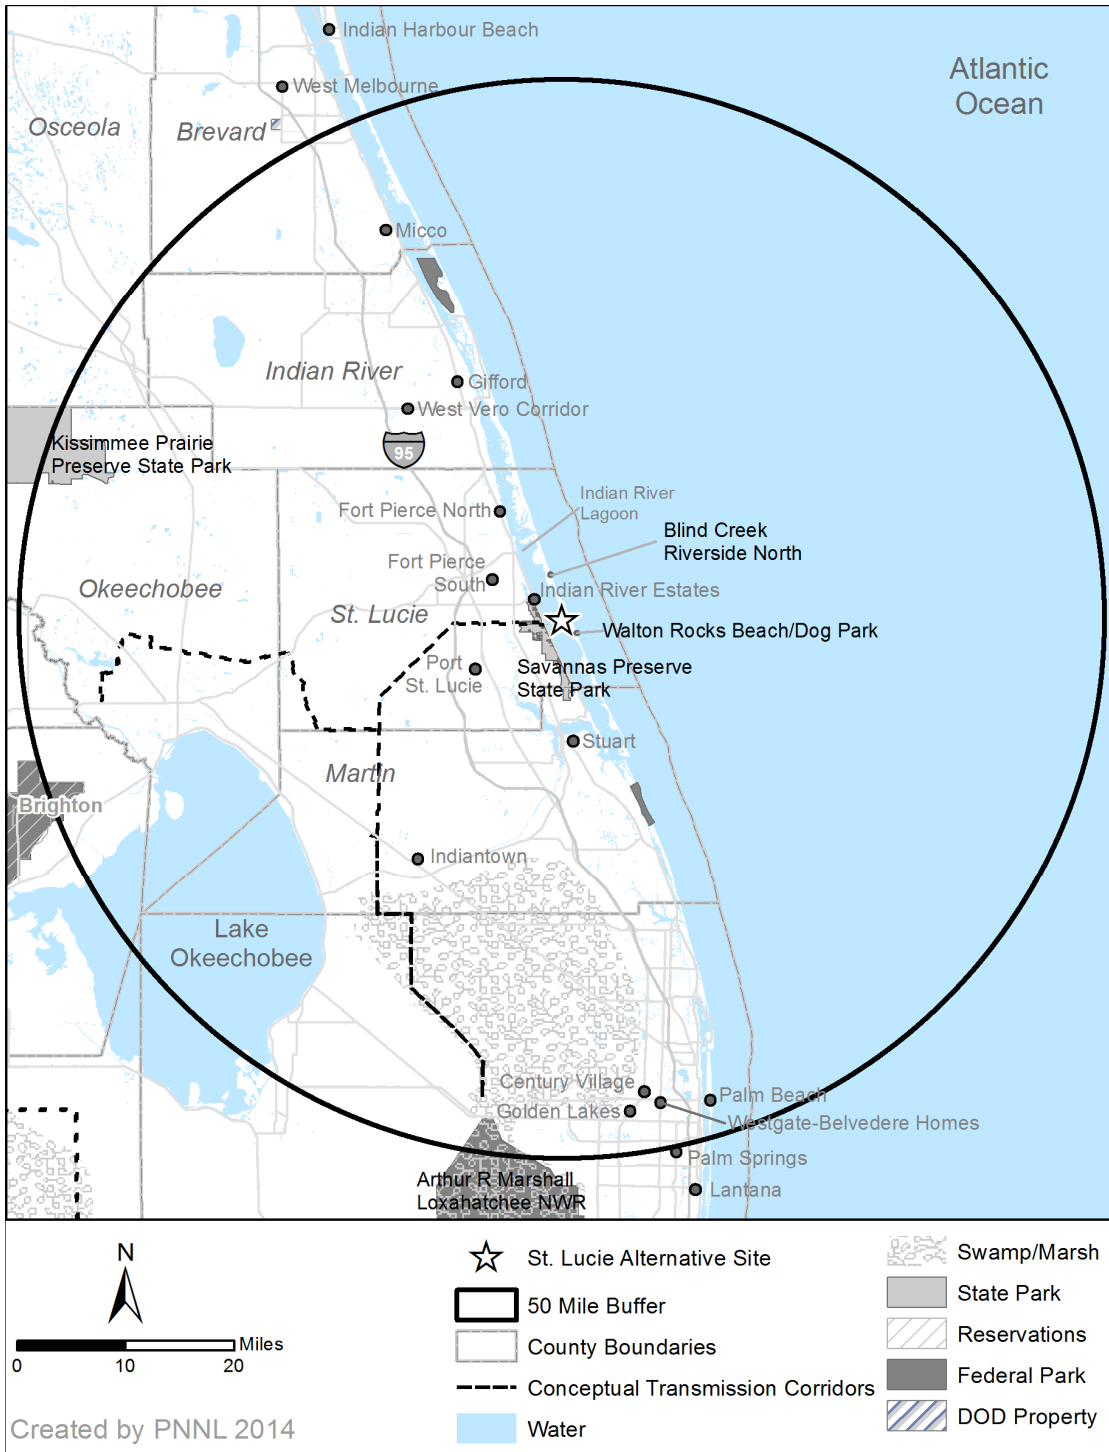 Indian Harbour Beach
Atlantic
Ocean
West Melbourne
Osceola
Brevard
Micco
Indian River
Gifford
West Vero Corridor
Kissimmee Prairie
Preserve State Park
95
Indian River
Lagoon
Fort Pierce North
Blind Creek
Riverside North
Fort Pierce
South
Okeechobee
Indian River Estates
St. Lucie
Walton Rocks Beach/Dog Park
Port
St. Lucie
Savannas Preserve
State Park
Stuart
Martin
Brighton
Indiantown
Lake
Okeechobee
Century Village
Palm Beach
Golden Lakes
Westgate-Belvedere Homes
Palm Springs
Arthur R Marshall
Loxahatchee NWR
Lantana
N
Miles
0 10 20
St. Lucie Alternative Site
50 Mile Buffer
County Boundaries
Conceptual Transmission Corridors
Water
Swamp/Marsh
State Park
Reservations
Federal Park
DOD Property
Created by PNNL 2014